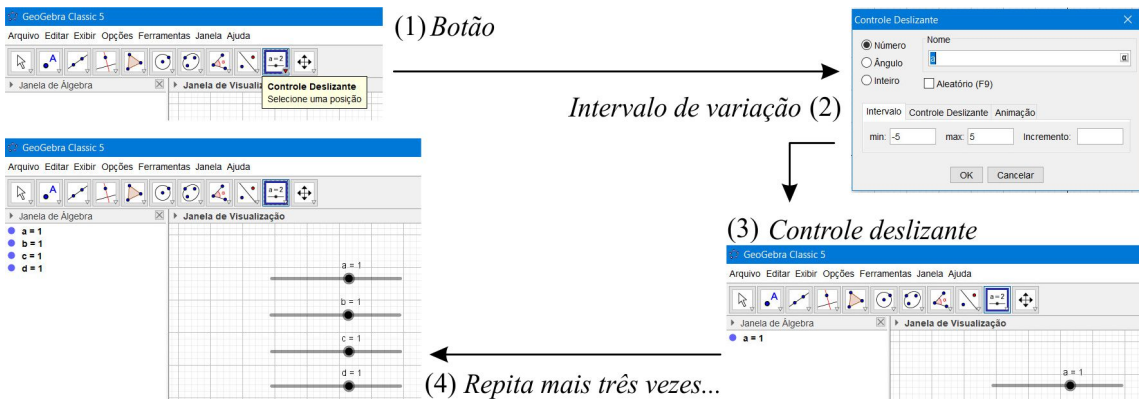 GeoGebra Classic 5
Arquivo Editar Exibir Opções Ferramentas Janela Ajuda
A
a=2
Janela de Álgebra
Janela de Visuali
Controle Deslizante
Selecione uma posição
(1) Botão
Intervalo de variação (2)
Controle Deslizante
Número
Ângulo
Inteiro
Nome
a
α
Aleatório (F9)
Intervalo Controle Deslizante Animação
min: -5 max: 5 Incremento:
OK Cancelar
(3) Controle deslizante
GeoGebra Classic 5
Arquivo Editar Exibir Opções Ferramentas Janela Ajuda
A
a=2
Janela de Álgebra
Janela de Visualização
a = 1
a = 1
(4) Repita mais três vezes...
GeoGebra Classic 5
Arquivo Editar Exibir Opções Ferramentas Janela Ajuda
A
a=2
Janela de Álgebra
Janela de Visualização
a = 1
b = 1
c = 1
d = 1
a = 1
b = 1
c = 1
d = 1